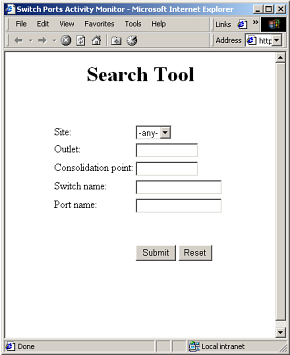 Switch Ports Activity Monitor - Microsoft Internet Explorer
File Edit View Favorites Tools Links »
Address http
Search Tool
Site: -any-
Outlet:
Consolidation point:
Switch name:
Port name:
Submit Reset
Done Local intranet